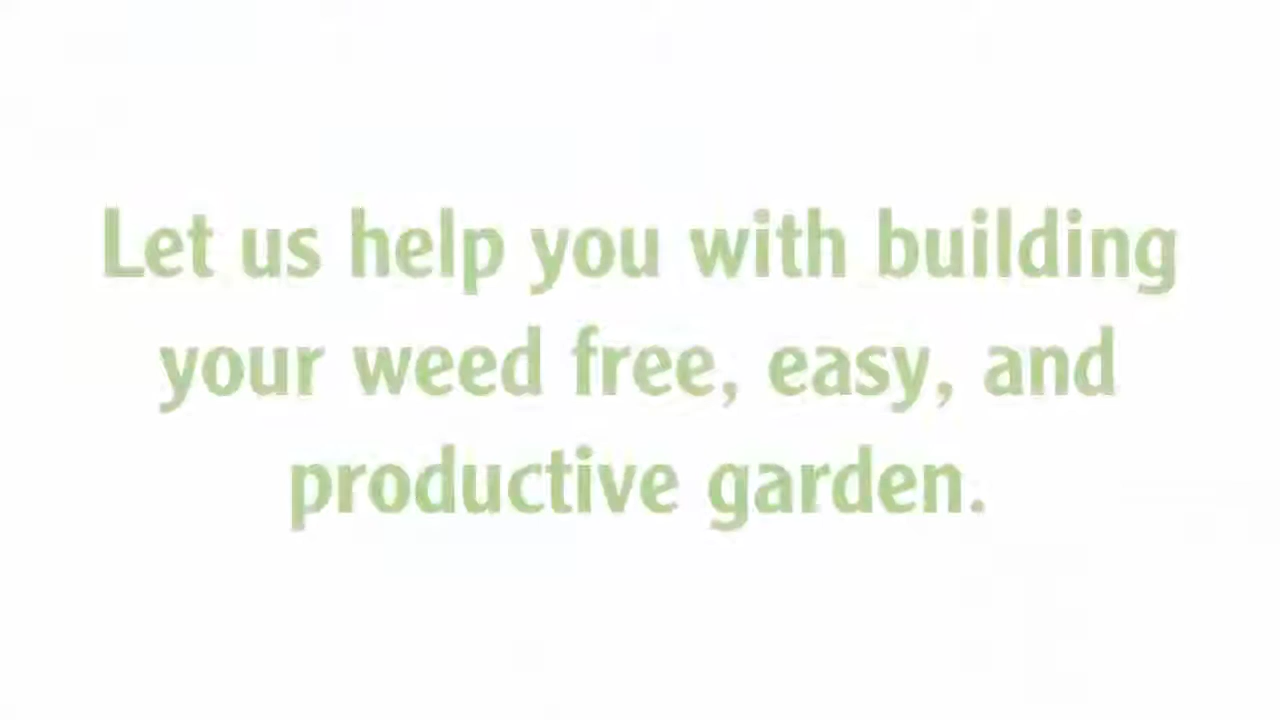 Let us help you with building
your weed free, easy, and
productive garden.